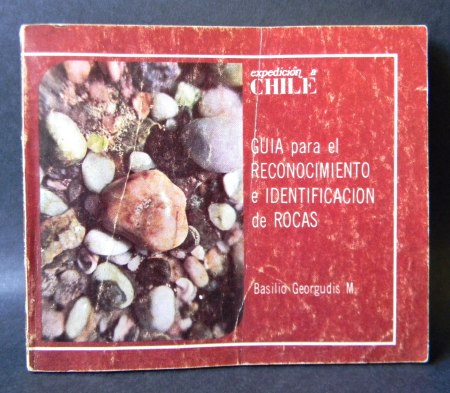 expedición a
CHILE
GUIA para el
RECONOCIMIENTO
e IDENTIFICACION
de ROCAS
Basilio Georgudis M.